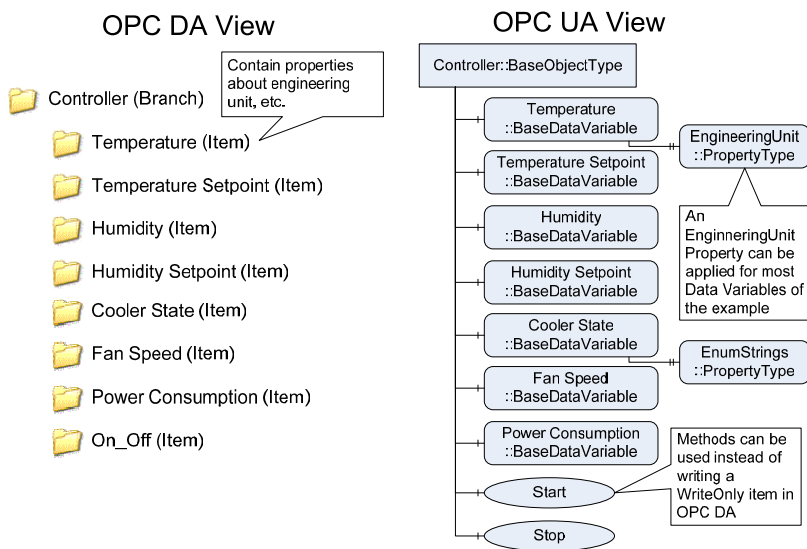 OPC DA View
Contain properties
about engineering
unit, etc.
Controller (Branch)
Temperature (Item)
Temperature Setpoint (Item)
Humidity (Item)
Humidity Setpoint (Item)
Cooler State (Item)
Fan Speed (Item)
Power Consumption (Item)
On_Off (Item)
OPC UA View
Controller::BaseObjectType
Temperature
::BaseDataVariable
EngineeringUnit
::PropertyType
Temperature Setpoint
::BaseDataVariable
An
EnginneringUnit
Property can be
applied for most
Data Variables of
the example
Humidity
::BaseDataVariable
Humidity Setpoint
::BaseDataVariable
Cooler State
::BaseDataVariable
EnumStrings
::PropertyType
Fan Speed
::BaseDataVariable
Power Consumption
::BaseDataVariable
Methods can be
used instead of
writing a
WriteOnly item in
OPC DA
Start
Stop